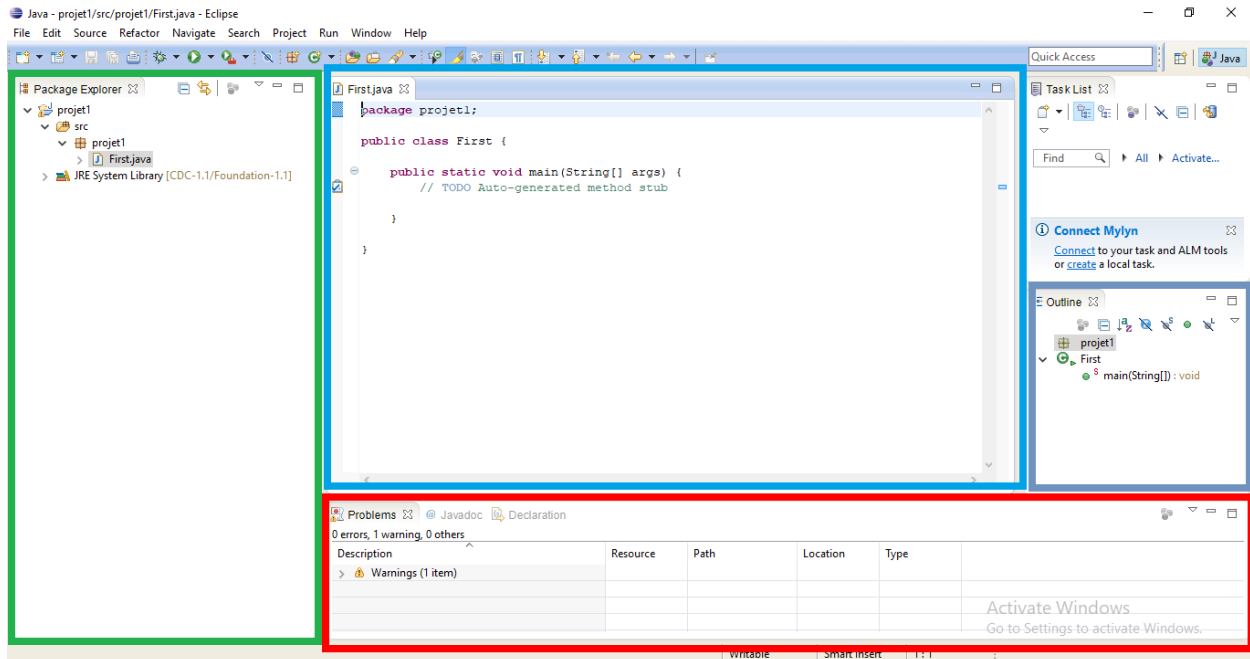 Java - projet1/src/projet1/First.java - Eclipse
File Edit Source Refactor Navigate Search Project Run Window Help
Quick Access
Java
Package Explorer
projet1
src
projet1
First.java
JRE System Library [CDC-1.1/Foundation-1.1]
First.java
package projet1;
public class First {
public static void main(String[] args) {
// TODO Auto-generated method stub
}
}
Task List
Find All Activate...
Connect Mylyn
Connect to your task and ALM tools
or create a local task.
Outline
projet1
First
main(String[]) : void
Problems @ Javadoc Declaration
0 errors, 1 warning, 0 others
Description Resource Path Location Type
Warnings (1 item)
Activate Windows
Go to Settings to activate Windows.
Writable Smart Insert 1 : 1